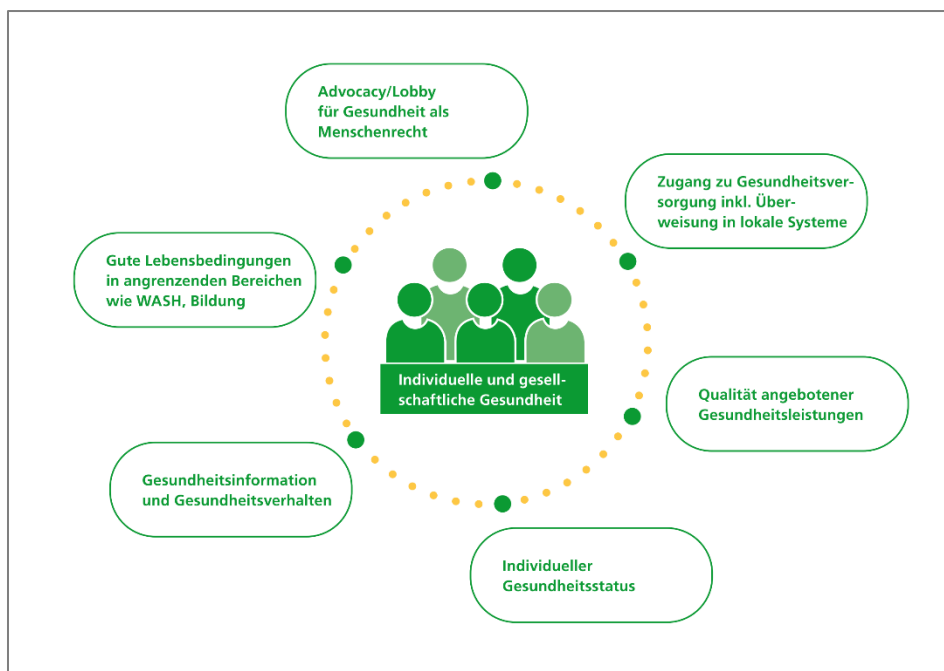 Advocacy/Lobby
für Gesundheit als
Menschenrecht
Zugang zu Gesundheitsver-
sorgung inkl. Über-
weisung in lokale Systeme
Gute Lebensbedingungen
in angrenzenden Bereichen
wie WASH, Bildung
Individuelle und gesell-
schaftliche Gesundheit
Qualität angebotener
Gesundheitsleistungen
Gesundheitsinformation
und Gesundheitsverhalten
Individueller
Gesundheitsstatus